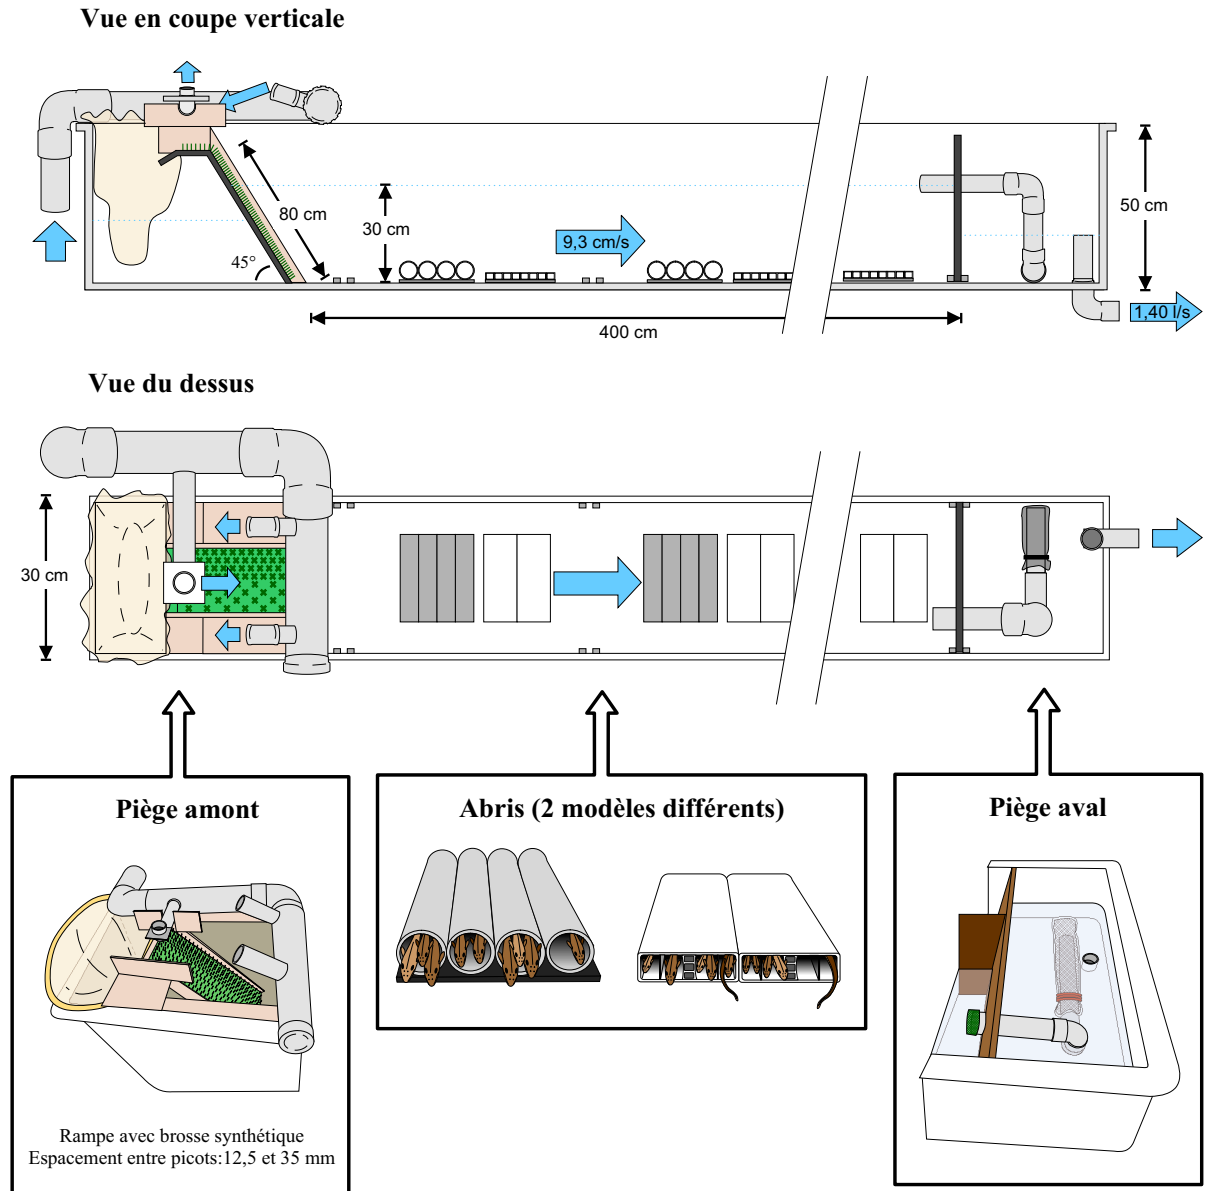 Vue en coupe verticale
80 cm
30 cm
9,3 cm/s
50 cm
45°
400 cm
1,40 l/s
Vue du dessus
30 cm
Piège amont
Rampe avec brosse synthétique
Espacement entre picots:12,5 et 35 mm
Abris (2 modèles différents)
Piège aval